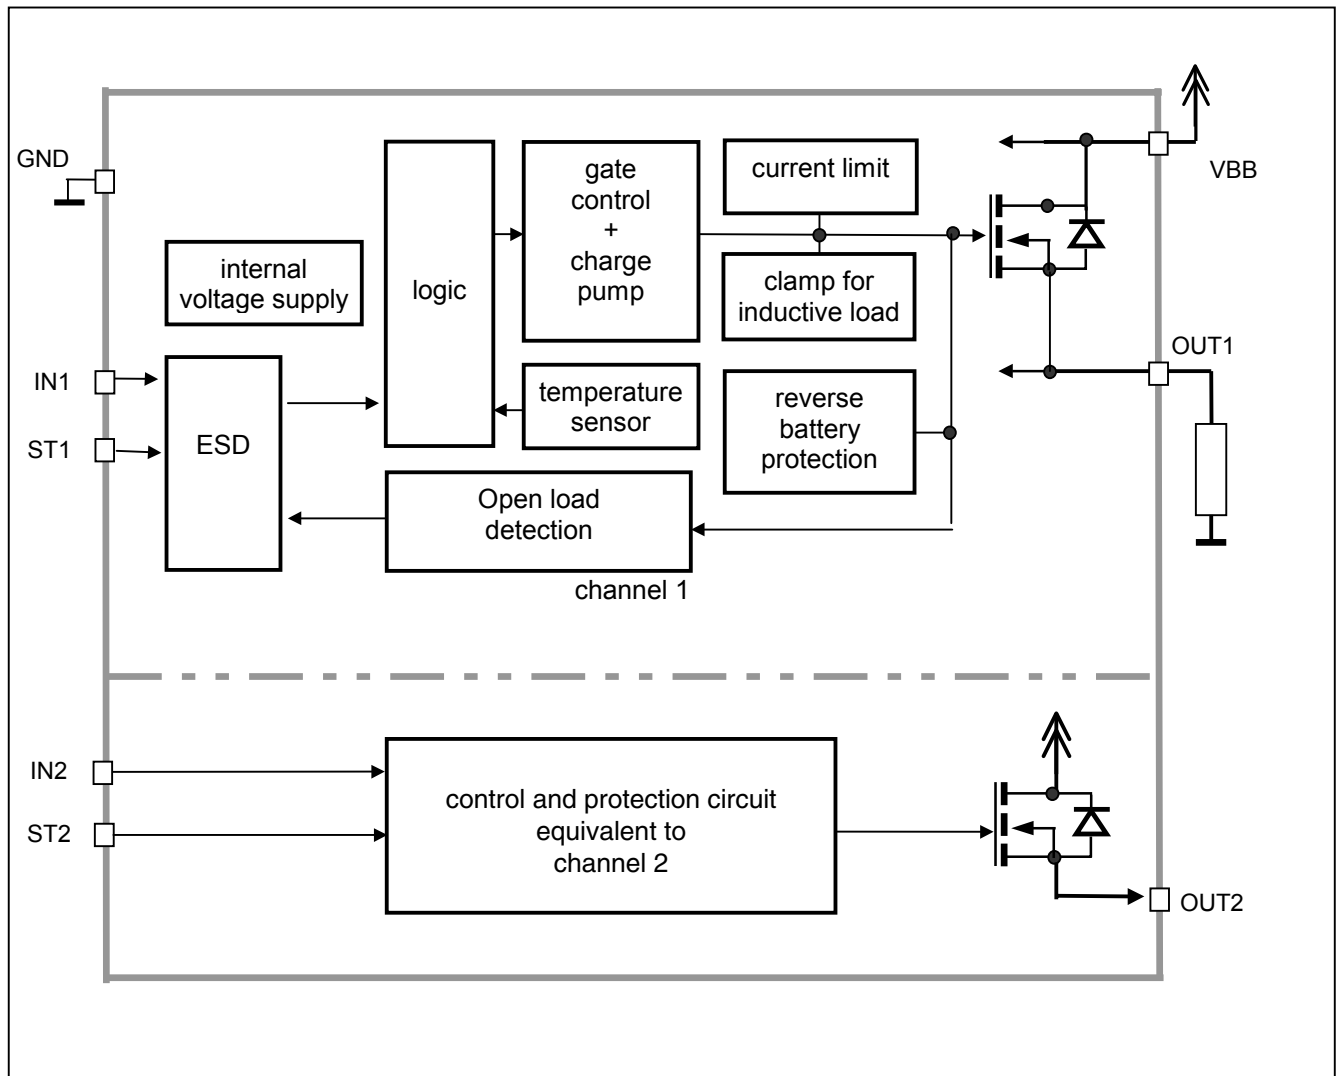 GND
VBB
gate
control
+
charge
pump
current limit
internal
voltage supply
logic
clamp for
inductive load
OUT1
IN1
ST1
ESD
temperature
sensor
reverse
battery
protection
Open load
detection
channel 1
IN2
ST2
control and protection circuit
equivalent to
channel 2
OUT2